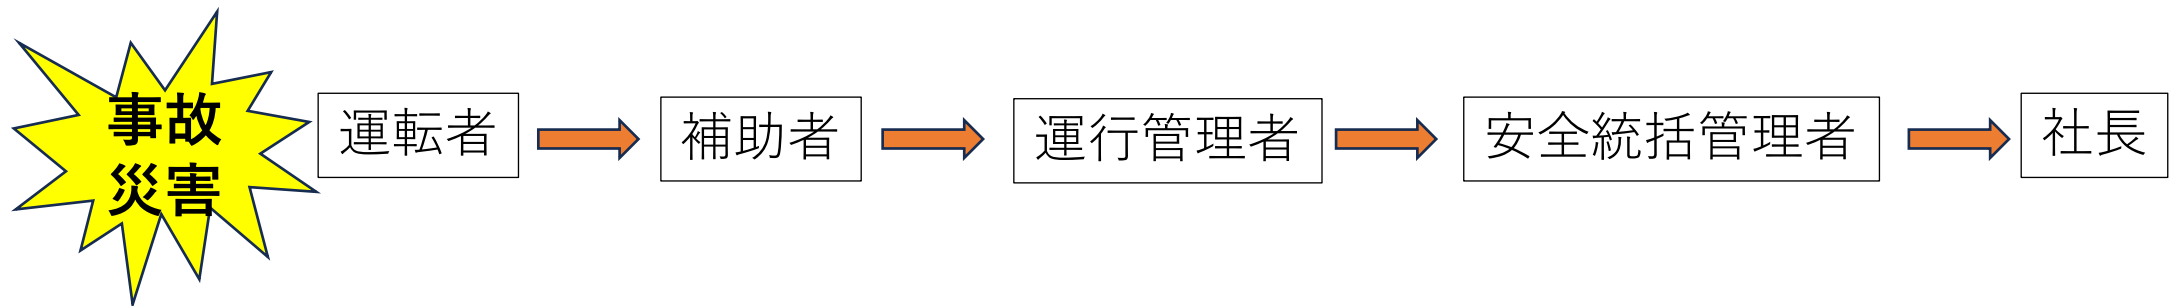 事故
災害
運転者
補助者
運行管理者
安全統括管理者
社長